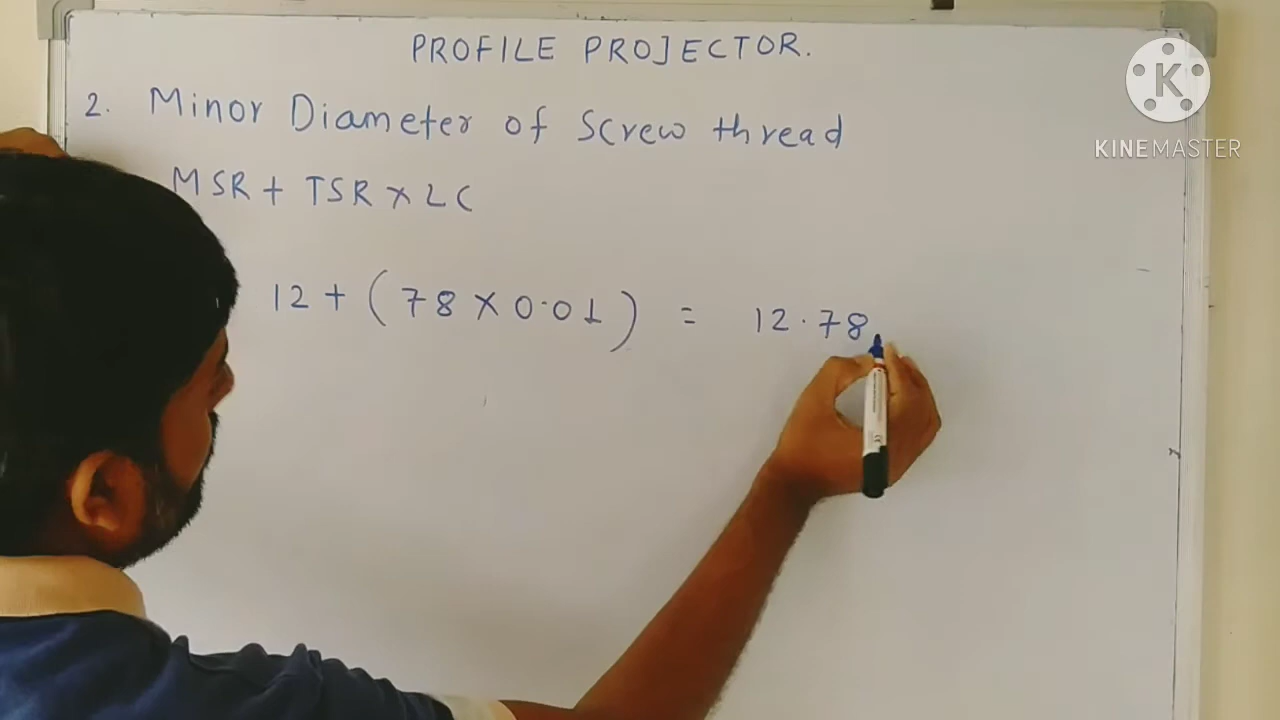 PROFILE PROJECTOR.
2. Minor Diameter of Screw thread
MSR + TSR × LC
12 + (78 × 0.01) = 12.78
K
KINEMASTER